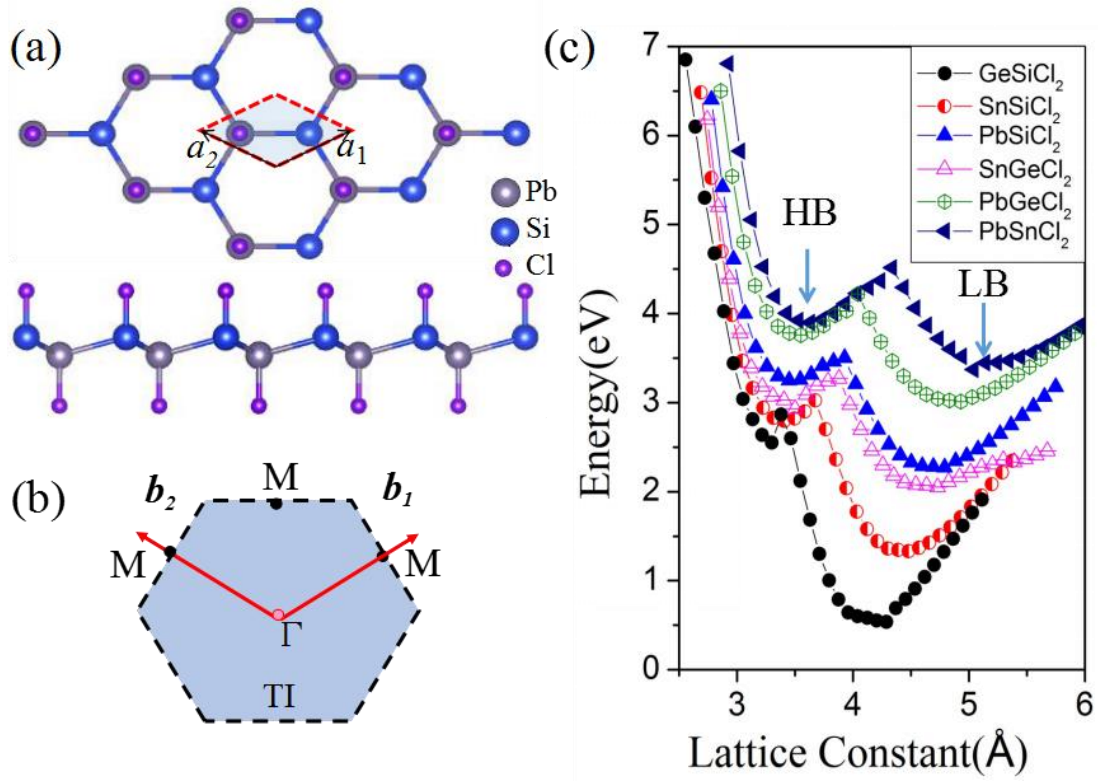 (a)
a₂
a₁
Pb
Si
Cl
(b)
b₂
M
b₁
M
M
Γ
TI
(c)
7
6
5
4
3
2
1
0
Energy(eV)
HB
LB
GeSiCl₂
SnSiCl₂
PbSiCl₂
SnGeCl₂
PbGeCl₂
PbSnCl₂
3
4
5
6
Lattice Constant(Å)